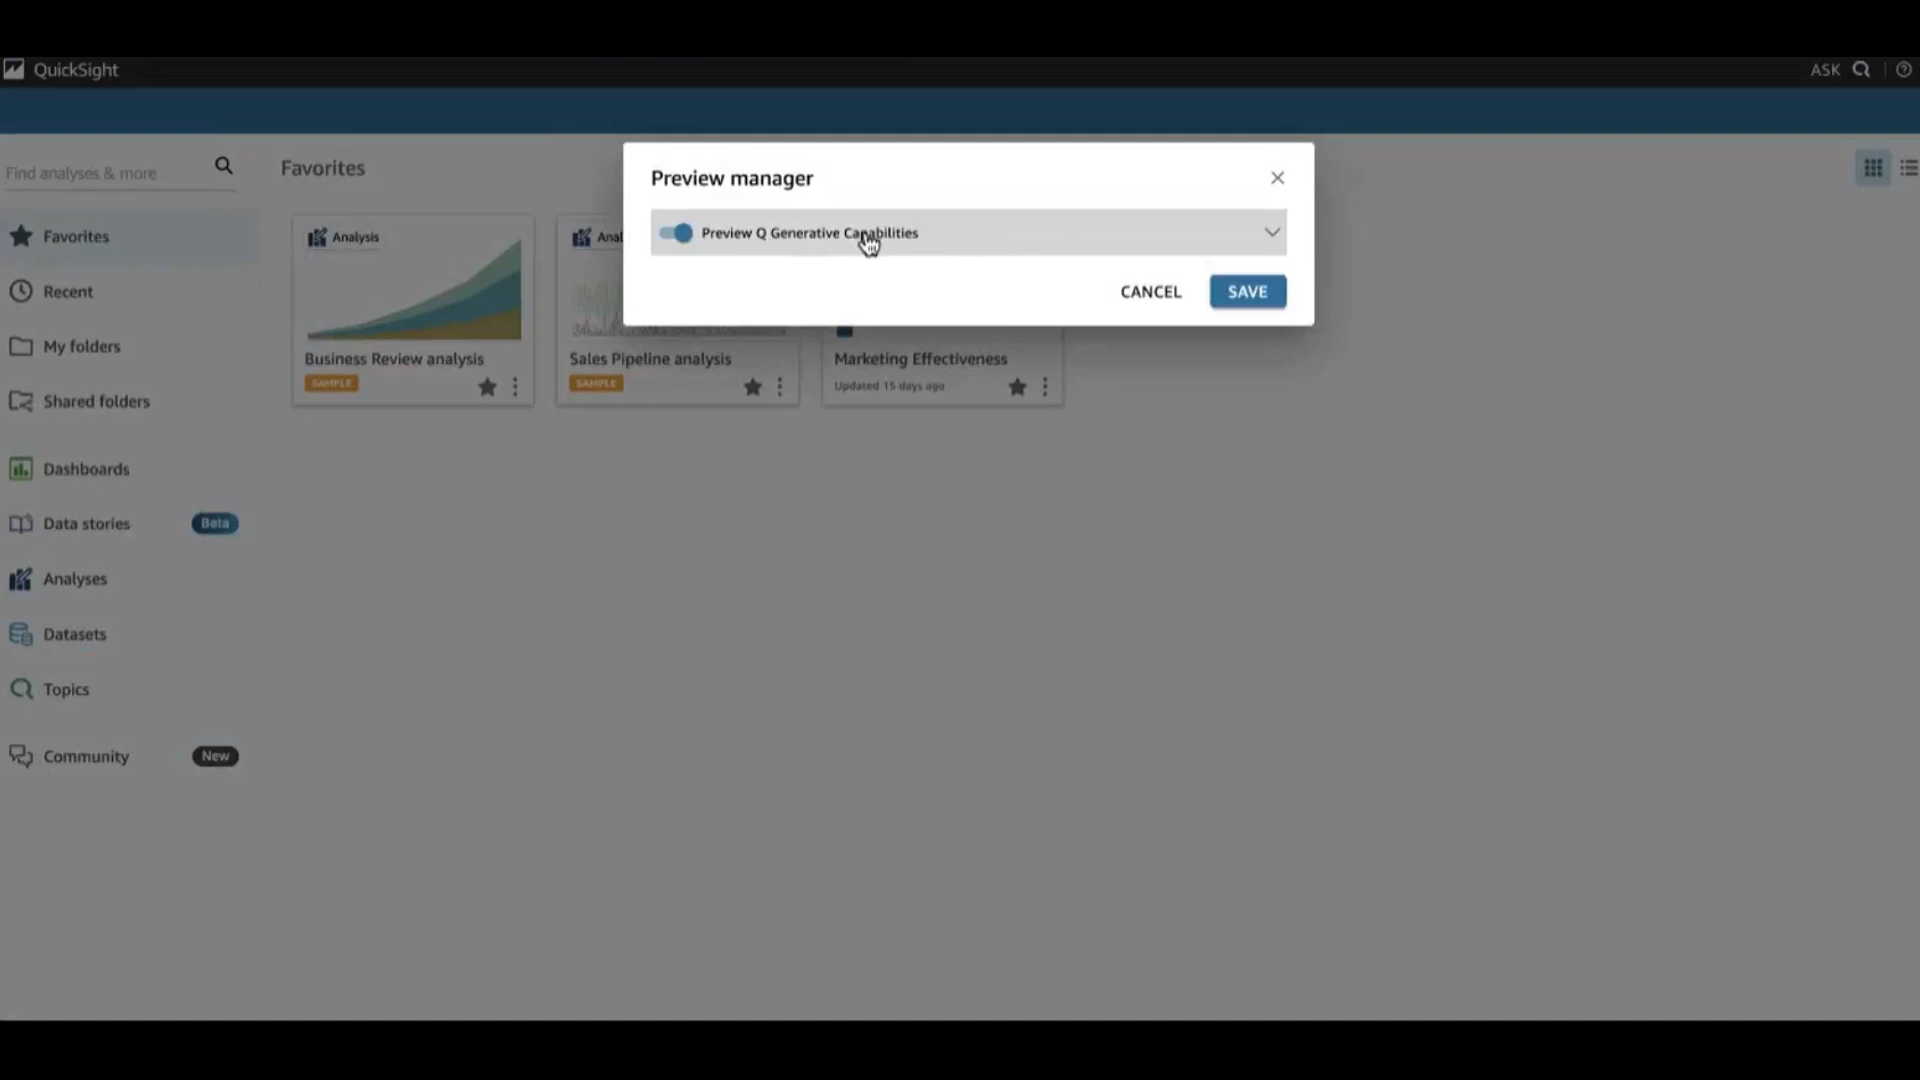 QuickSight
ASK
Find analyses & more
Favorites
Recent
My folders
Shared folders
Dashboards
Data stories Beta
Analyses
Datasets
Topics
Community New
Favorites
Analysis
Business Review analysis
SAMPLE
Anal
Sales Pipeline analysis
SAMPLE
Marketing Effectiveness
Updated 15 days ago
Preview manager
Preview Q Generative Capabilities
CANCEL SAVE